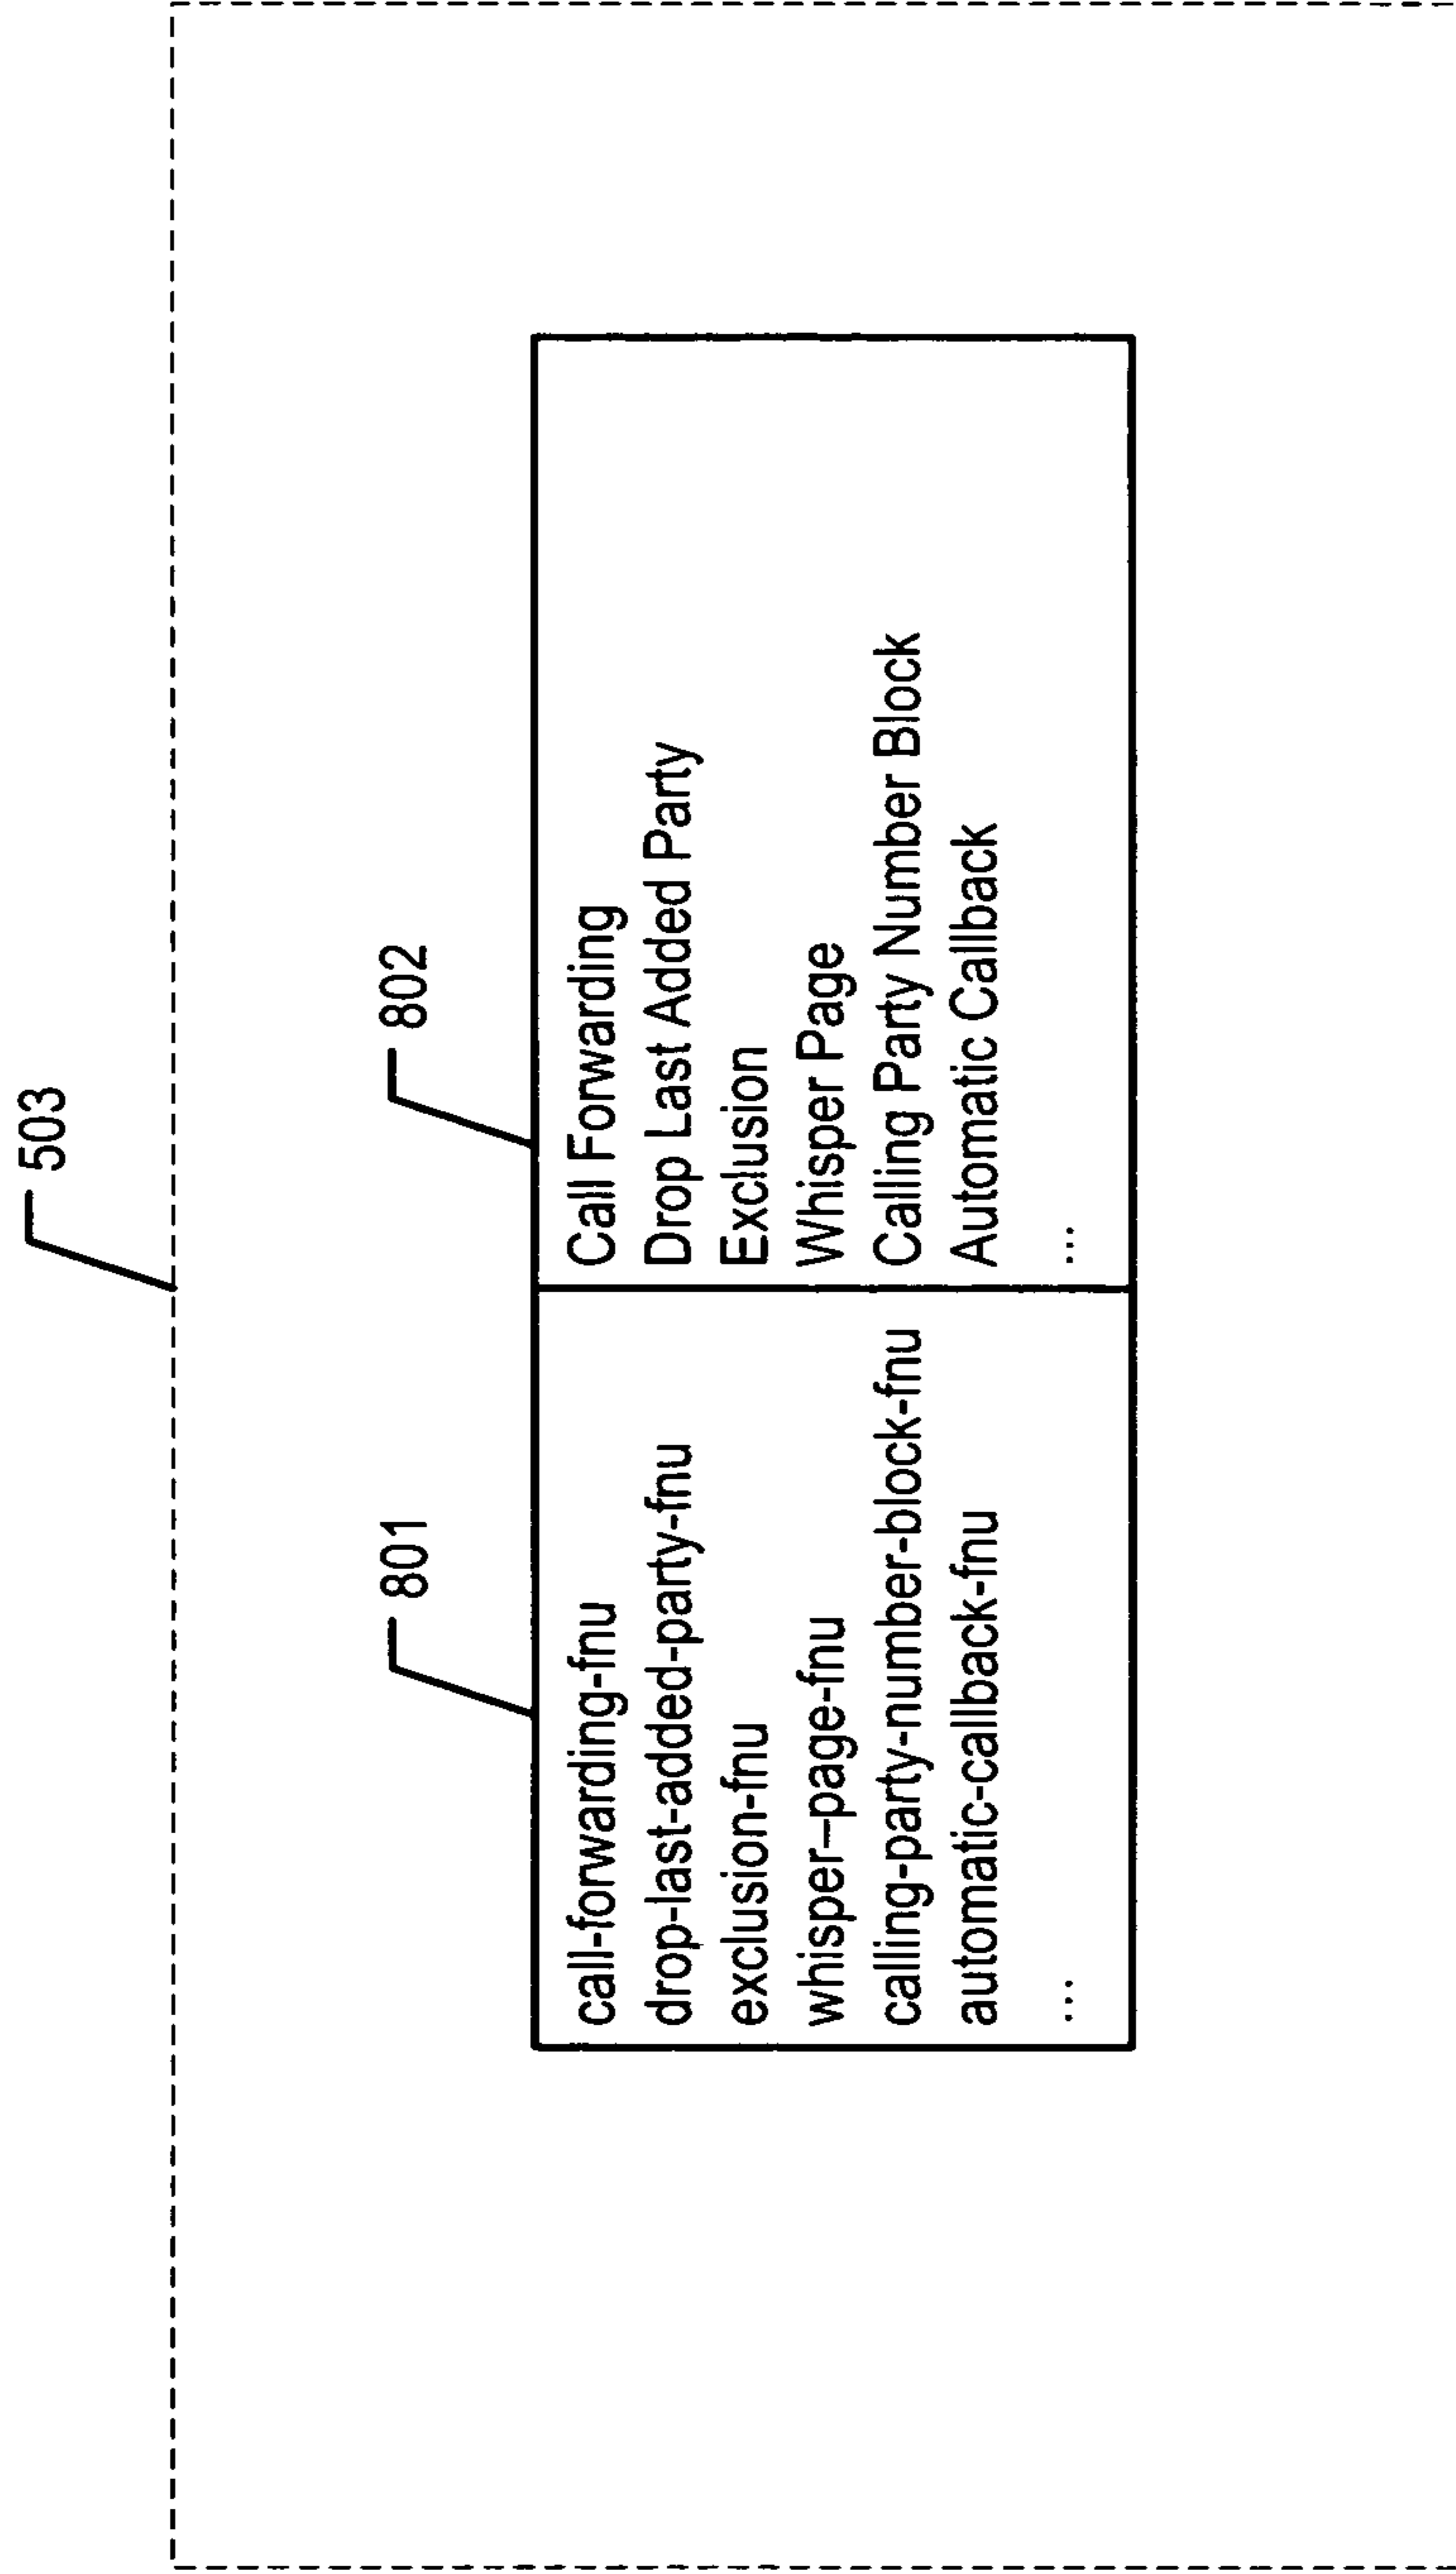 503
801
802
call-forwarding-fnu
drop-last-added-party-fnu
exclusion-fnu
whisper–page-fnu
calling-party-number-block-fnu
automatic-callback-fnu
...
Call Forwarding
Drop Last Added Party
Exclusion
Whisper Page
Calling Party Number Block
Automatic Callback
...